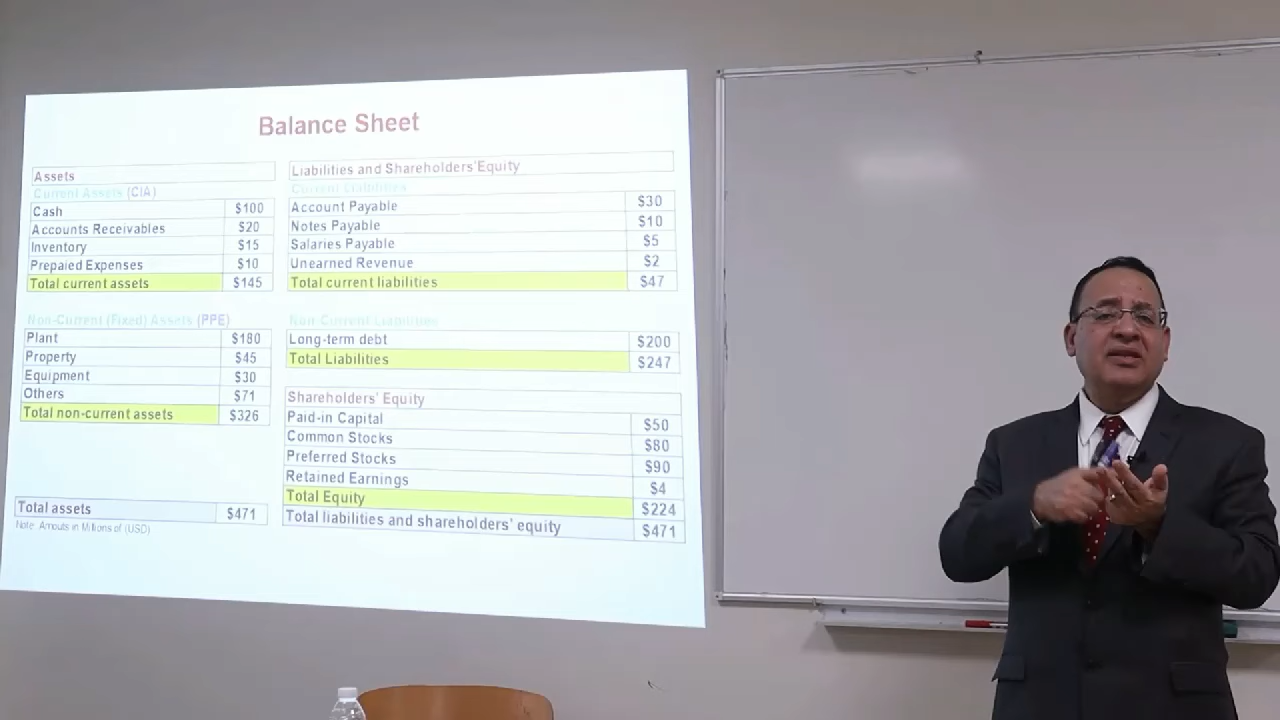 Balance Sheet
Assets
Current Assets (CIA)
Cash $100
Accounts Receivables $20
Inventory $15
Prepaied Expenses $10
Total current assets $145
Non-Current (Fixed) Assets (PPE)
Plant $180
Property $45
Equipment $30
Others $71
Total non-current assets $326
Total assets $471
Note: Amouts in Millions of (USD)
Liabilities and Shareholders'Equity
Current Liabilities
Account Payable $30
Notes Payable $10
Salaries Payable $5
Unearned Revenue $2
Total current liabilities $47
Non-Current Liabilities
Long-term debt $200
Total Liabilities $247
Shareholders' Equity
Paid-in Capital $50
Common Stocks $80
Preferred Stocks $90
Retained Earnings $4
Total Equity $224
Total liabilities and shareholders' equity $471